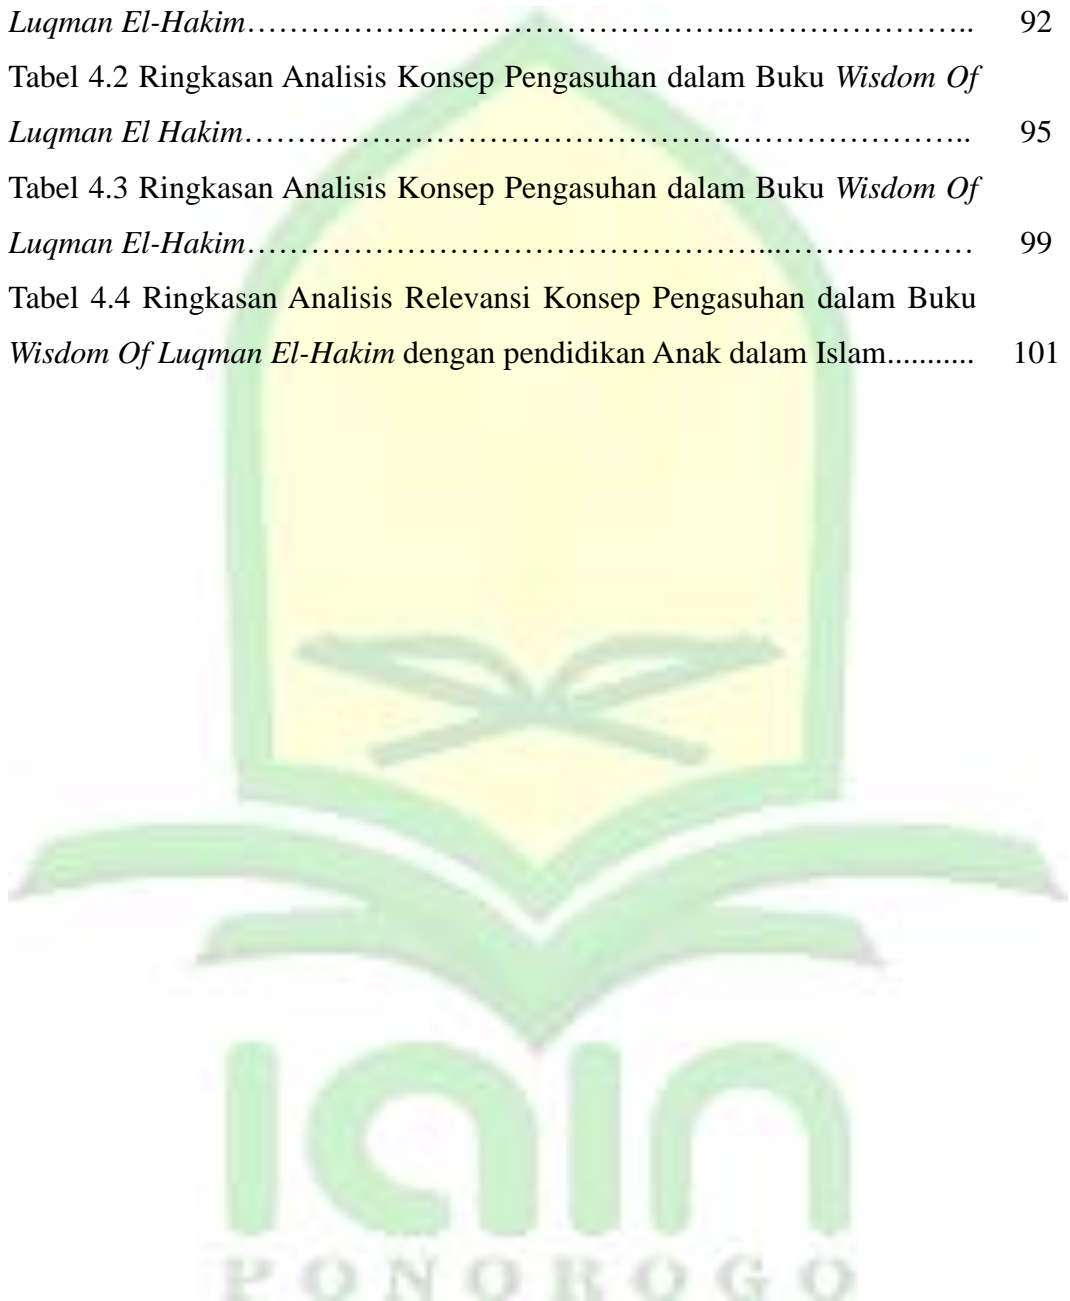 Luqman El-Hakim……………………………………….………………….. 92
Tabel 4.2 Ringkasan Analisis Konsep Pengasuhan dalam Buku Wisdom Of
Luqman El Hakim……………………………………….………………….. 95
Tabel 4.3 Ringkasan Analisis Konsep Pengasuhan dalam Buku Wisdom Of
Luqman El-Hakim…………………………………………...……………… 99
Tabel 4.4 Ringkasan Analisis Relevansi Konsep Pengasuhan dalam Buku
Wisdom Of Luqman El-Hakim dengan pendidikan Anak dalam Islam........... 101
iain
PONOROGO